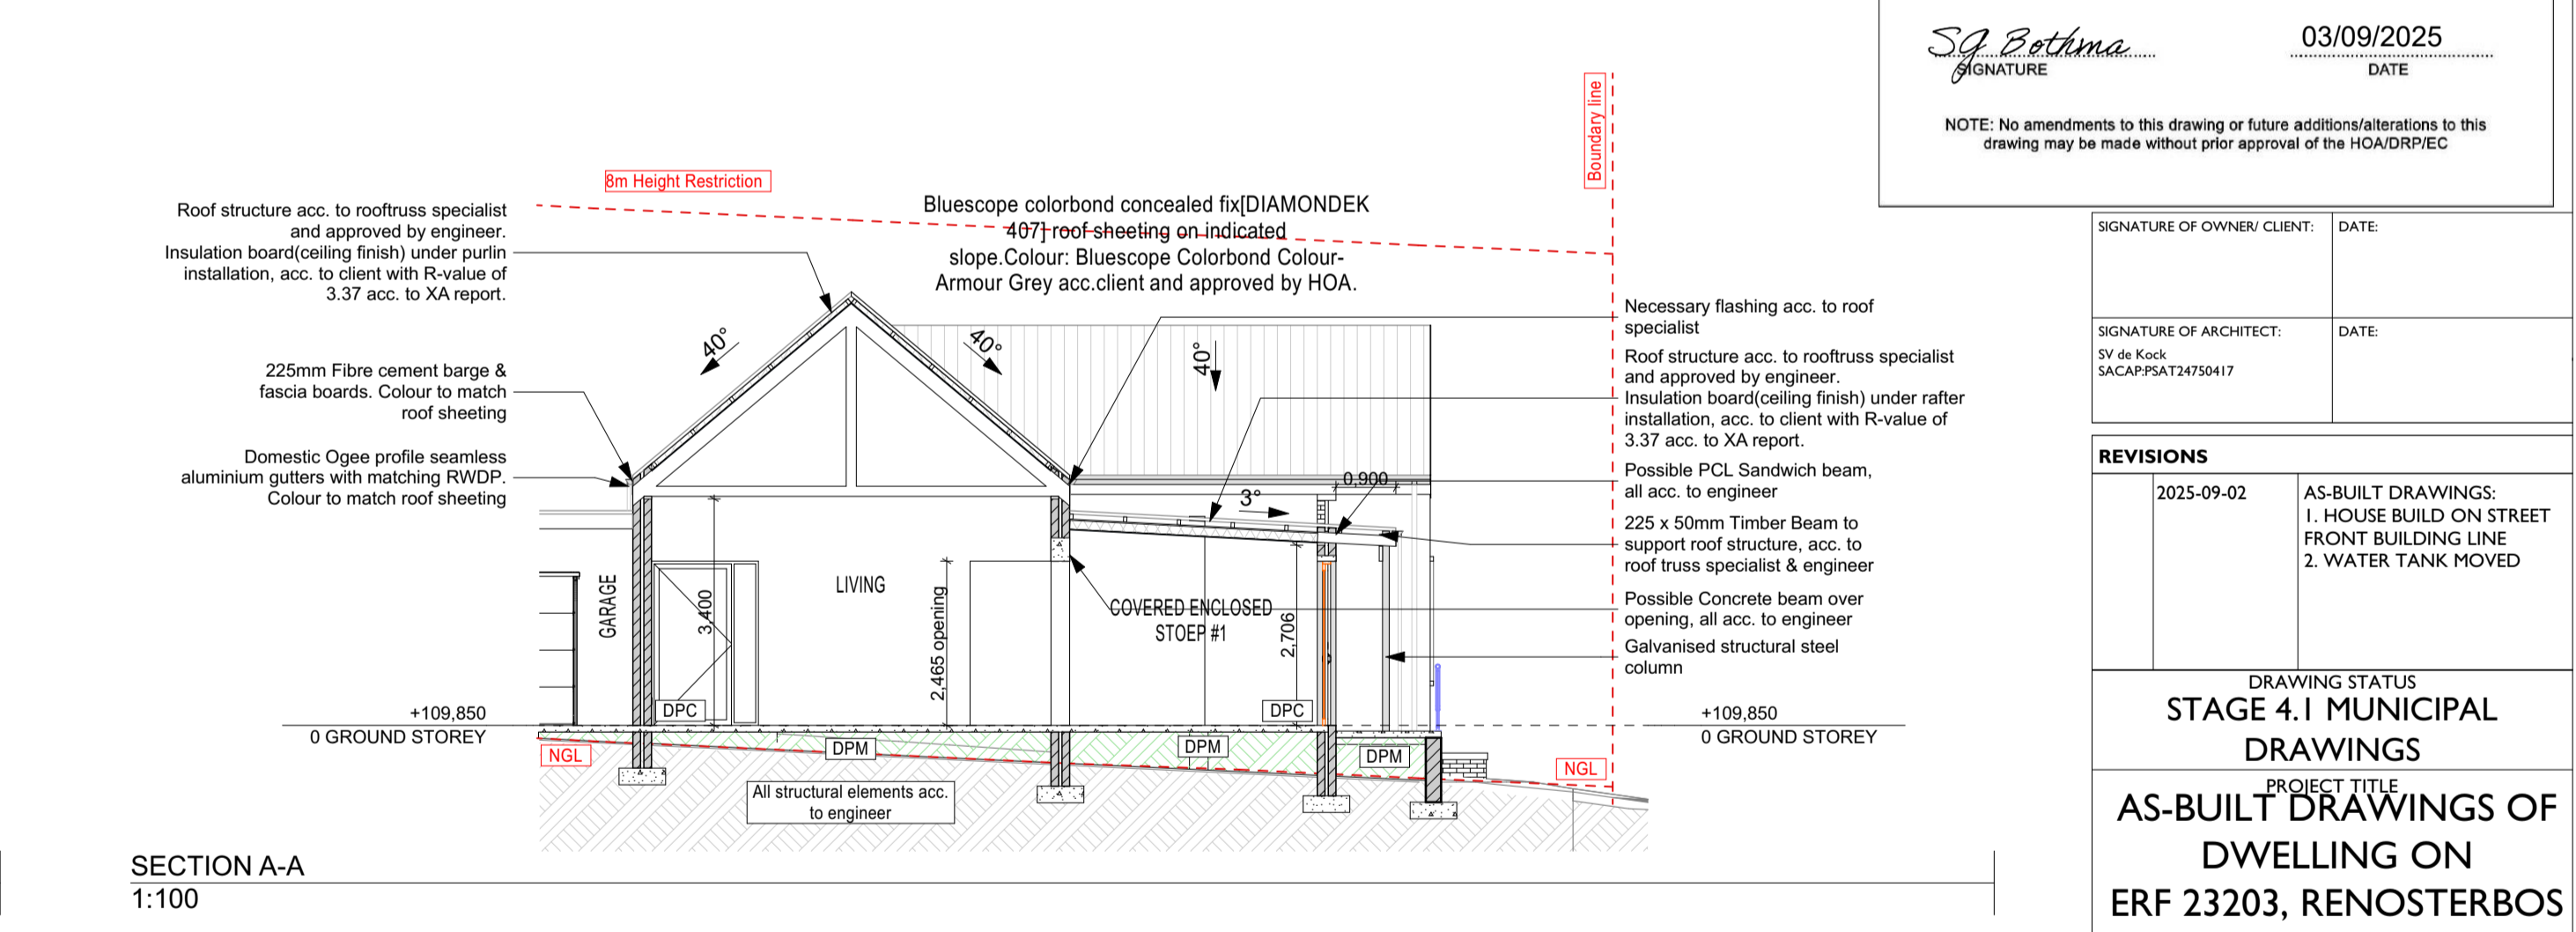 SG Bothma
03/09/2025
SIGNATURE
DATE
NOTE: No amendments to this drawing or future additions/alterations to this
drawing may be made without prior approval of the HOA/DRP/EC
8m Height Restriction
Boundary line
Roof structure acc. to rooftruss specialist
and approved by engineer.
Insulation board(ceiling finish) under purlin
installation, acc. to client with R-value of
3.37 acc. to XA report.
225mm Fibre cement barge &
fascia boards. Colour to match
roof sheeting
Domestic Ogee profile seamless
aluminium gutters with matching RWDP.
Colour to match roof sheeting
Bluescope colorbond concealed fix[DIAMONDEK
407] roof sheeting on indicated
slope.Colour: Bluescope Colorbond Colour-
Armour Grey acc.client and approved by HOA.
40°
40°
40°
3°
0,900
Necessary flashing acc. to roof
specialist
Roof structure acc. to rooftruss specialist
and approved by engineer.
Insulation board(ceiling finish) under rafter
installation, acc. to client with R-value of
3.37 acc. to XA report.
Possible PCL Sandwich beam,
all acc. to engineer
225 x 50mm Timber Beam to
support roof structure, acc. to
roof truss specialist & engineer
Possible Concrete beam over
opening, all acc. to engineer
Galvanised structural steel
column
GARAGE
3,400
LIVING
2,465 opening
COVERED ENCLOSED
STOEP #1
2,706
DPC
DPC
+109,850
0 GROUND STOREY
+109,850
0 GROUND STOREY
NGL
DPM
DPM
DPM
NGL
All structural elements acc.
to engineer
SECTION A-A
1:100
SIGNATURE OF OWNER/ CLIENT:
DATE:
SIGNATURE OF ARCHITECT:
DATE:
SV de Kock
SACAP:PSAT24750417
REVISIONS
2025-09-02
AS-BUILT DRAWINGS:
1. HOUSE BUILD ON STREET
FRONT BUILDING LINE
2. WATER TANK MOVED
DRAWING STATUS
STAGE 4.1 MUNICIPAL
DRAWINGS
PROJECT TITLE
AS-BUILT DRAWINGS OF
DWELLING ON
ERF 23203, RENOSTERBOS